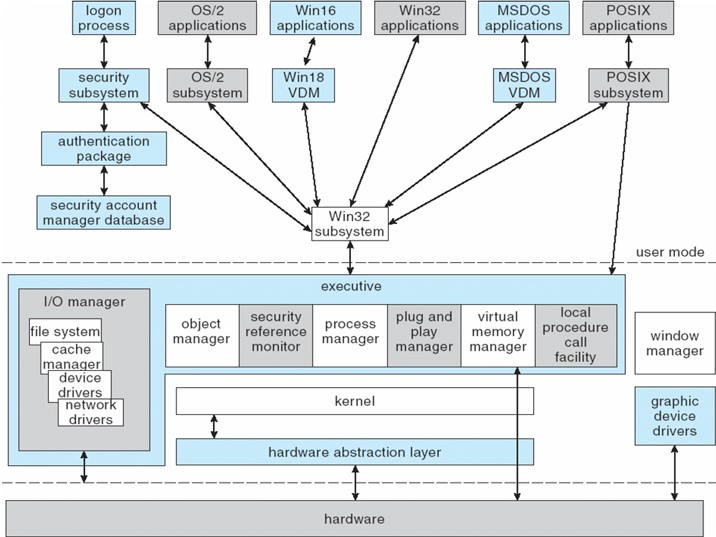 logon
process
OS/2
applications
Win16
applications
Win32
applications
MSDOS
applications
POSIX
applications
security
subsystem
OS/2
subsystem
Win18
VDM
MSDOS
VDM
POSIX
subsystem
authentication
package
security account
manager database
Win32
subsystem
user mode
executive
I/O manager
file system
cache
manager
device
drivers
network
drivers
object
manager
security
reference
monitor
process
manager
plug and
play
manager
virtual
memory
manager
local
procedure
call
facility
window
manager
kernel
graphic
device
drivers
hardware abstraction layer
hardware